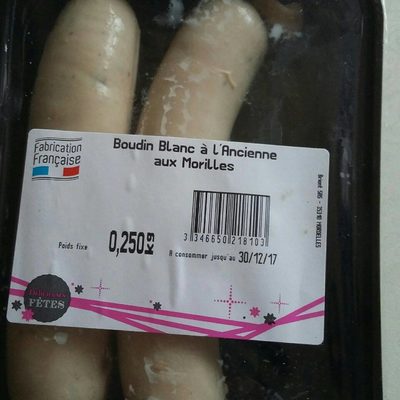 Fabrication
Française
Boudin Blanc à l'Ancienne
aux Morilles
3 346650 218103
Poids fixe
0,250Kg
A consommer jusqu'au 30/12/17
FÊTES